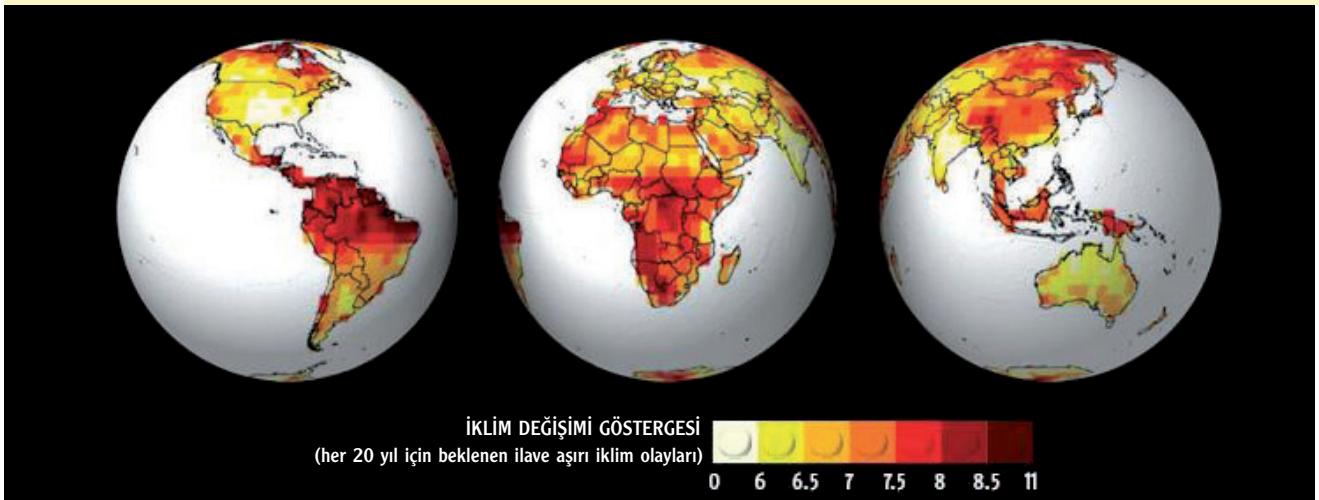 İKLİM DEĞİŞİMİ GÖSTERGESİ
(her 20 yıl için beklenen ilave aşırı iklim olayları)
0 6 6.5 7 7.5 8 8.5 11